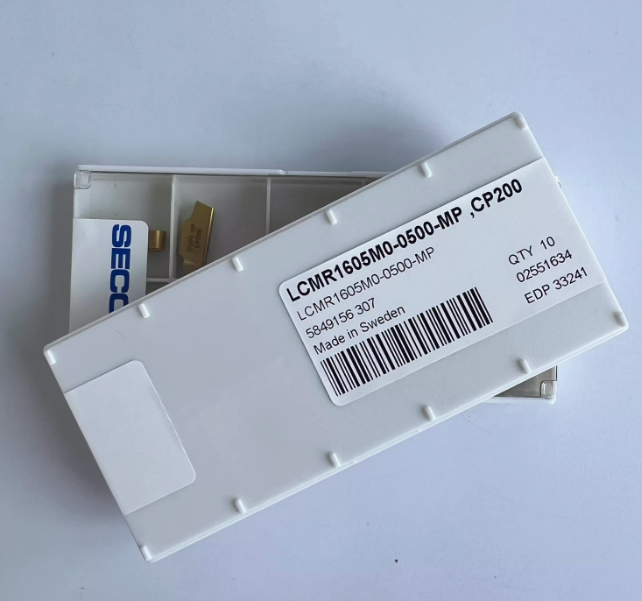 SECO
LCMR1605M0-0500-MP ,CP200
LCMR1605M0-0500-MP
5849156 307
Made in Sweden
QTY 10
02551634
EDP 33241